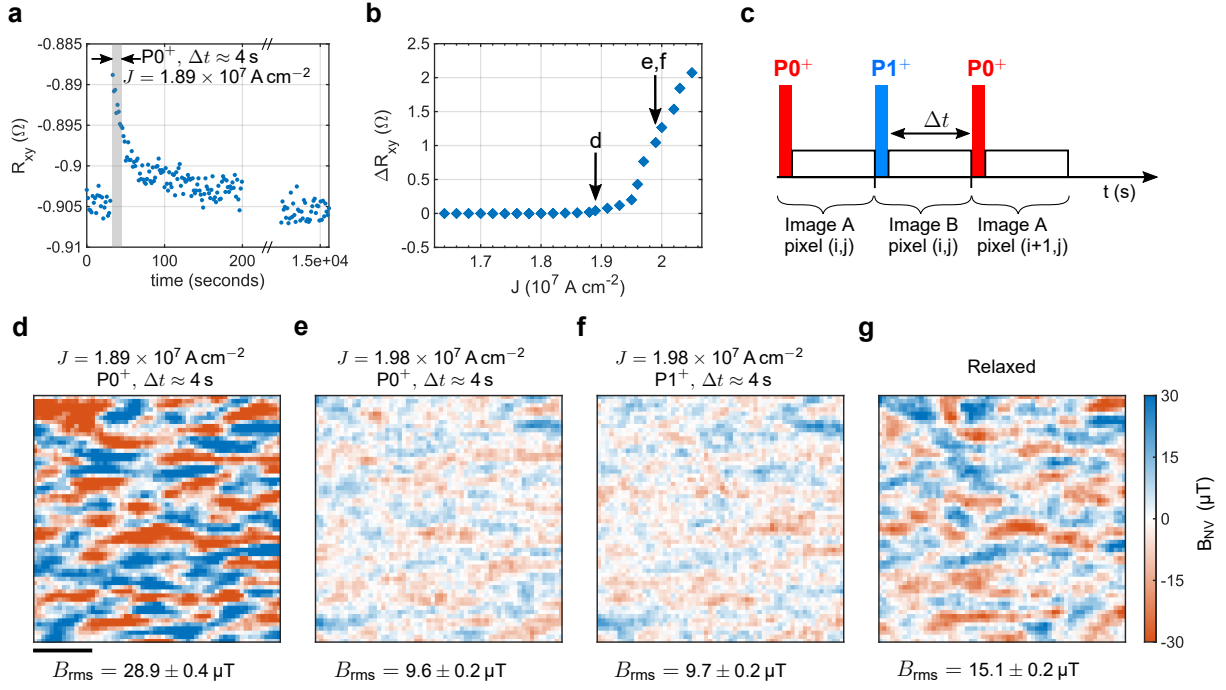 a
P0⁺, Δt ≈ 4 s
J = 1.89 × 10⁷ A cm⁻²
R_xy (Ω)
-0.885
-0.89
-0.895
-0.9
-0.905
-0.91
0 100 200 1.5e+04
time (seconds)
b
ΔR_xy (Ω)
2.5
2
1.5
1
0.5
0
-0.5
e,f
d
1.7 1.8 1.9 2
J (10⁷ A cm⁻²)
c
P0⁺ P1⁺ P0⁺
Δt
t (s)
Image A
pixel (i,j)
Image B
pixel (i,j)
Image A
pixel (i+1,j)
d
J = 1.89 × 10⁷ A cm⁻²
P0⁺, Δt ≈ 4 s
B_rms = 28.9 ± 0.4 µT
e
J = 1.98 × 10⁷ A cm⁻²
P0⁺, Δt ≈ 4 s
B_rms = 9.6 ± 0.2 µT
f
J = 1.98 × 10⁷ A cm⁻²
P1⁺, Δt ≈ 4 s
B_rms = 9.7 ± 0.2 µT
g
Relaxed
B_rms = 15.1 ± 0.2 µT
30
15
0
-15
-30
B_NV (µT)